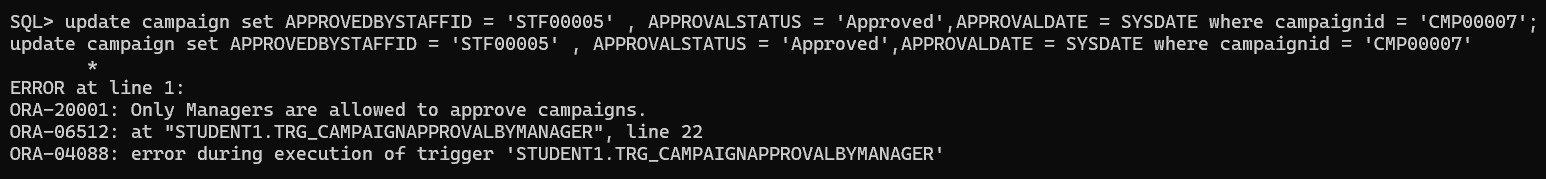 SQL> update campaign set APPROVEDBYSTAFFID = 'STF00005' , APPROVALSTATUS = 'Approved',APPROVALDATE = SYSDATE where campaignid = 'CMP00007';
update campaign set APPROVEDBYSTAFFID = 'STF00005' , APPROVALSTATUS = 'Approved',APPROVALDATE = SYSDATE where campaignid = 'CMP00007'
*
ERROR at line 1:
ORA-20001: Only Managers are allowed to approve campaigns.
ORA-06512: at "STUDENT1.TRG_CAMPAIGNAPPROVALBYMANAGER", line 22
ORA-04088: error during execution of trigger 'STUDENT1.TRG_CAMPAIGNAPPROVALBYMANAGER'